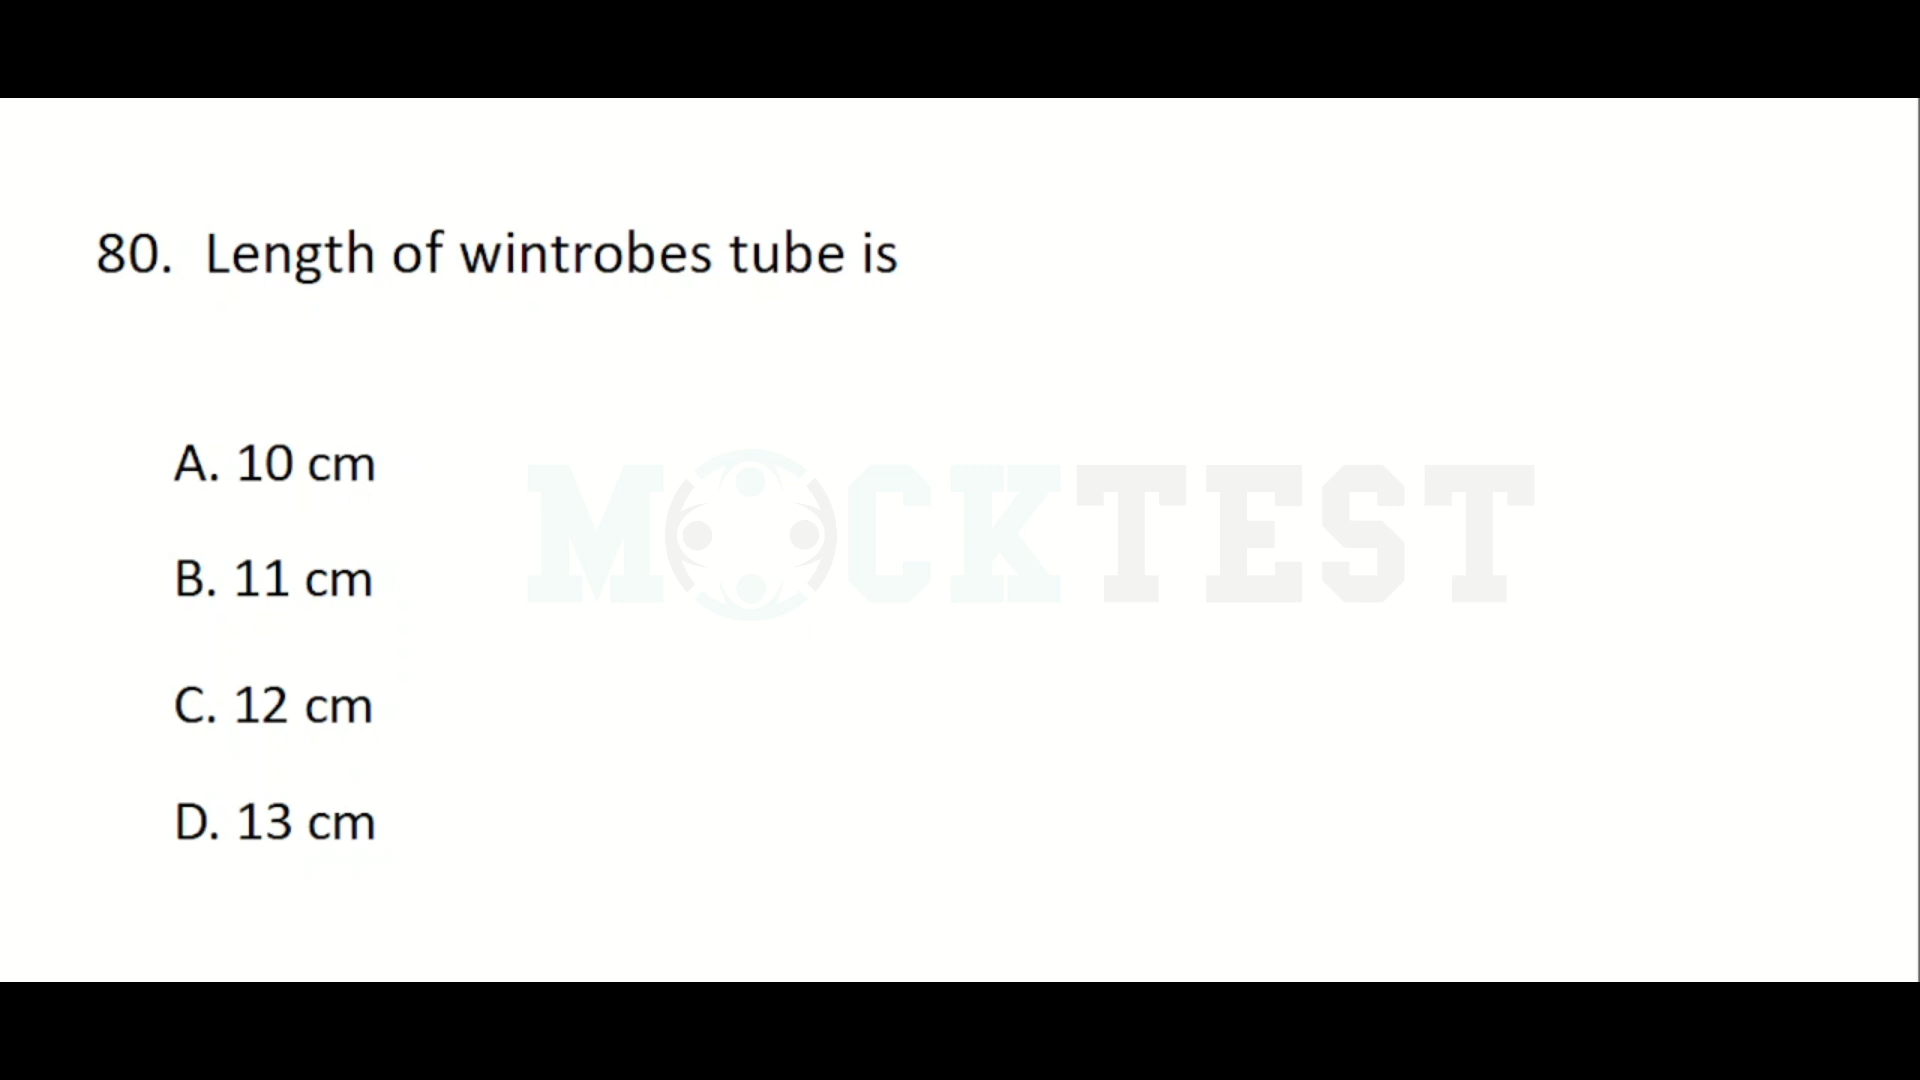 80. Length of wintrobes tube is
A. 10 cm
MOCKTEST
B. 11 cm
C. 12 cm
D. 13 cm